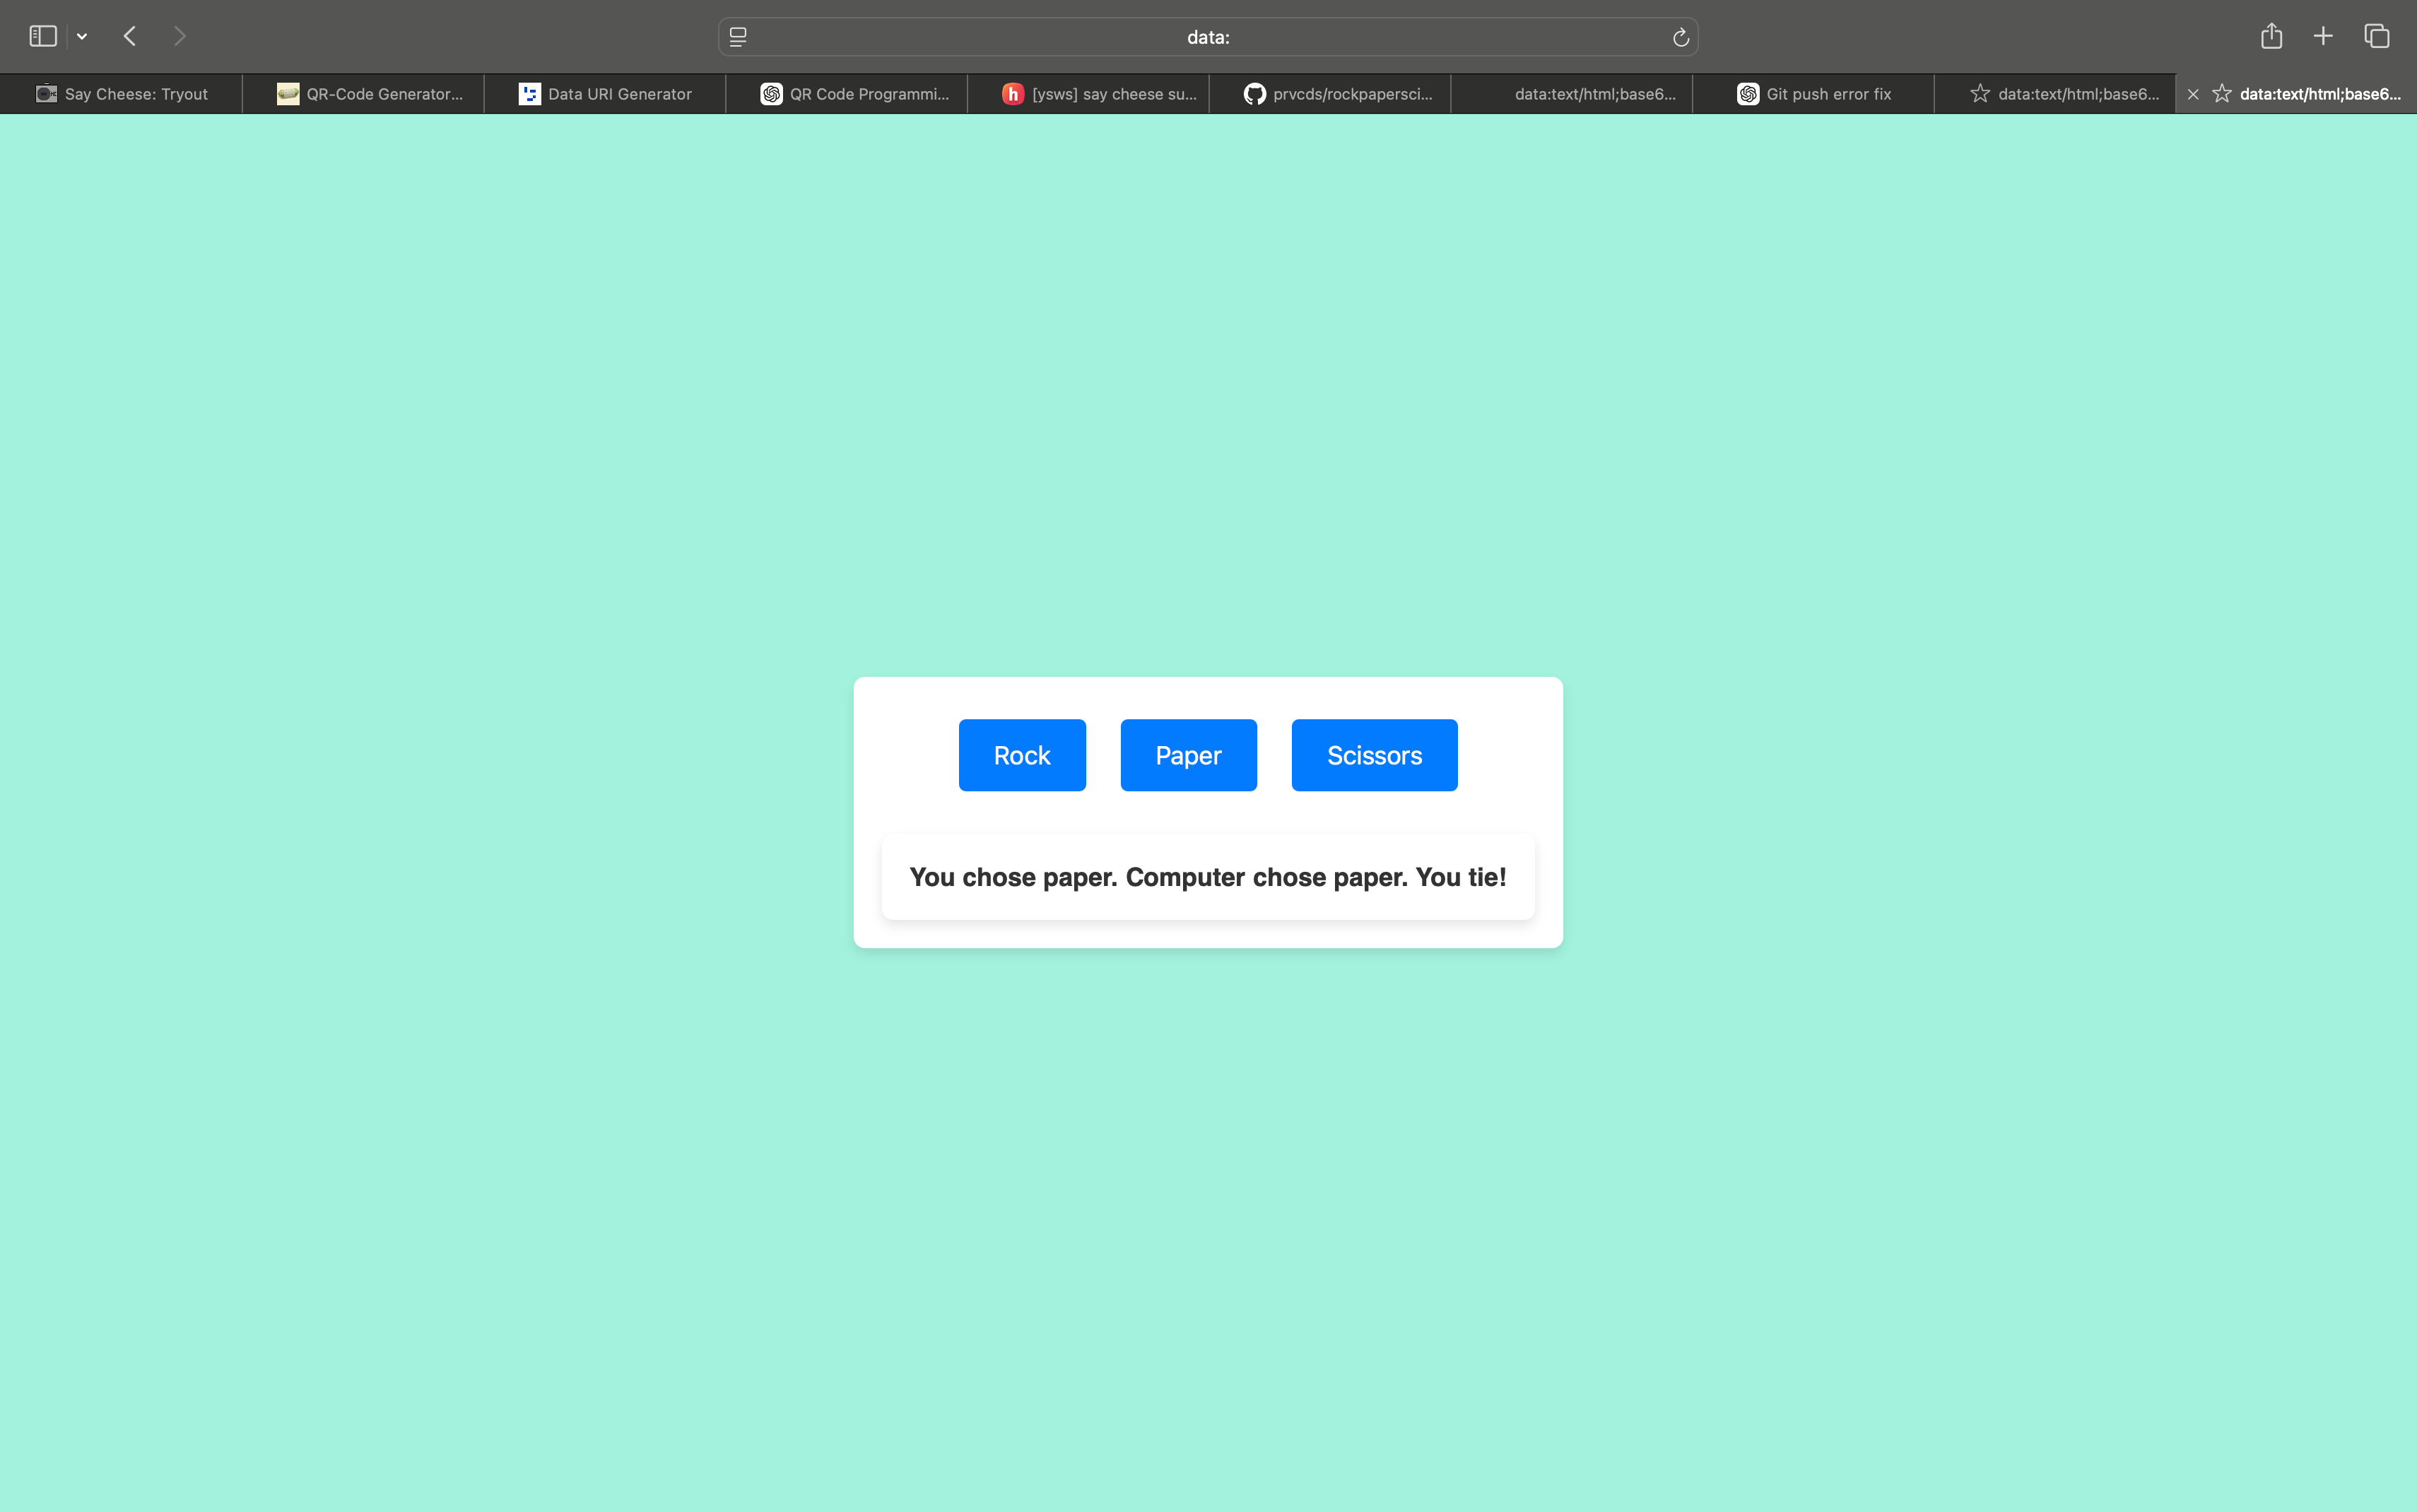 data:
Say Cheese: Tryout
QR-Code Generator...
Data URI Generator
QR Code Programmi...
h [ysws] say cheese su...
prvcds/rockpapersci...
data:text/html;base6...
Git push error fix
data:text/html;base6...
data:text/html;base6...
Rock
Paper
Scissors
You chose paper. Computer chose paper. You tie!